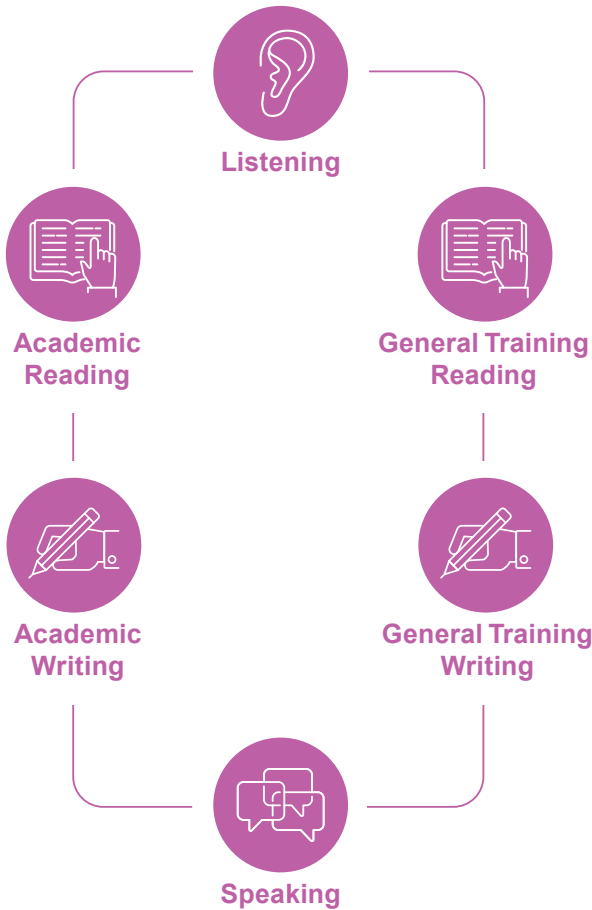 Listening
Academic
Reading
General Training
Reading
Academic
Writing
General Training
Writing
Speaking